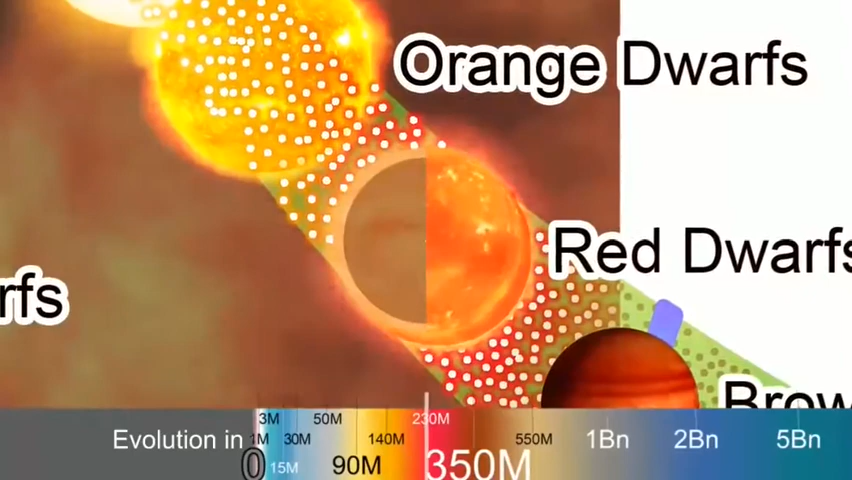 Orange Dwarfs
Red Dwarfs
rfs
Brow
3M 50M 230M
Evolution in 1M 30M 140M 550M 1Bn 2Bn 5Bn
0 15M 90M 350M